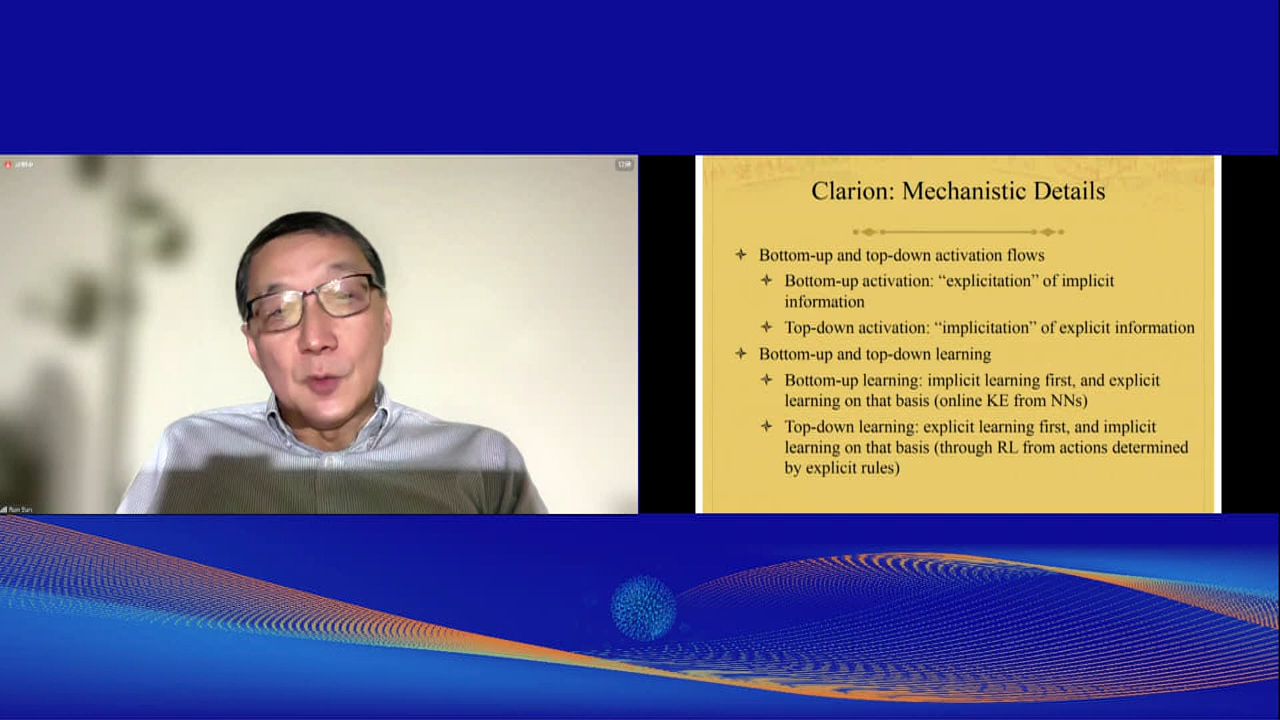 Clarion: Mechanistic Details
Bottom-up and top-down activation flows
Bottom-up activation: “explicitation” of implicit
information
Top-down activation: “implicitation” of explicit information
Bottom-up and top-down learning
Bottom-up learning: implicit learning first, and explicit
learning on that basis (online KE from NNs)
Top-down learning: explicit learning first, and implicit
learning on that basis (through RL from actions determined
by explicit rules)
Ron Sun